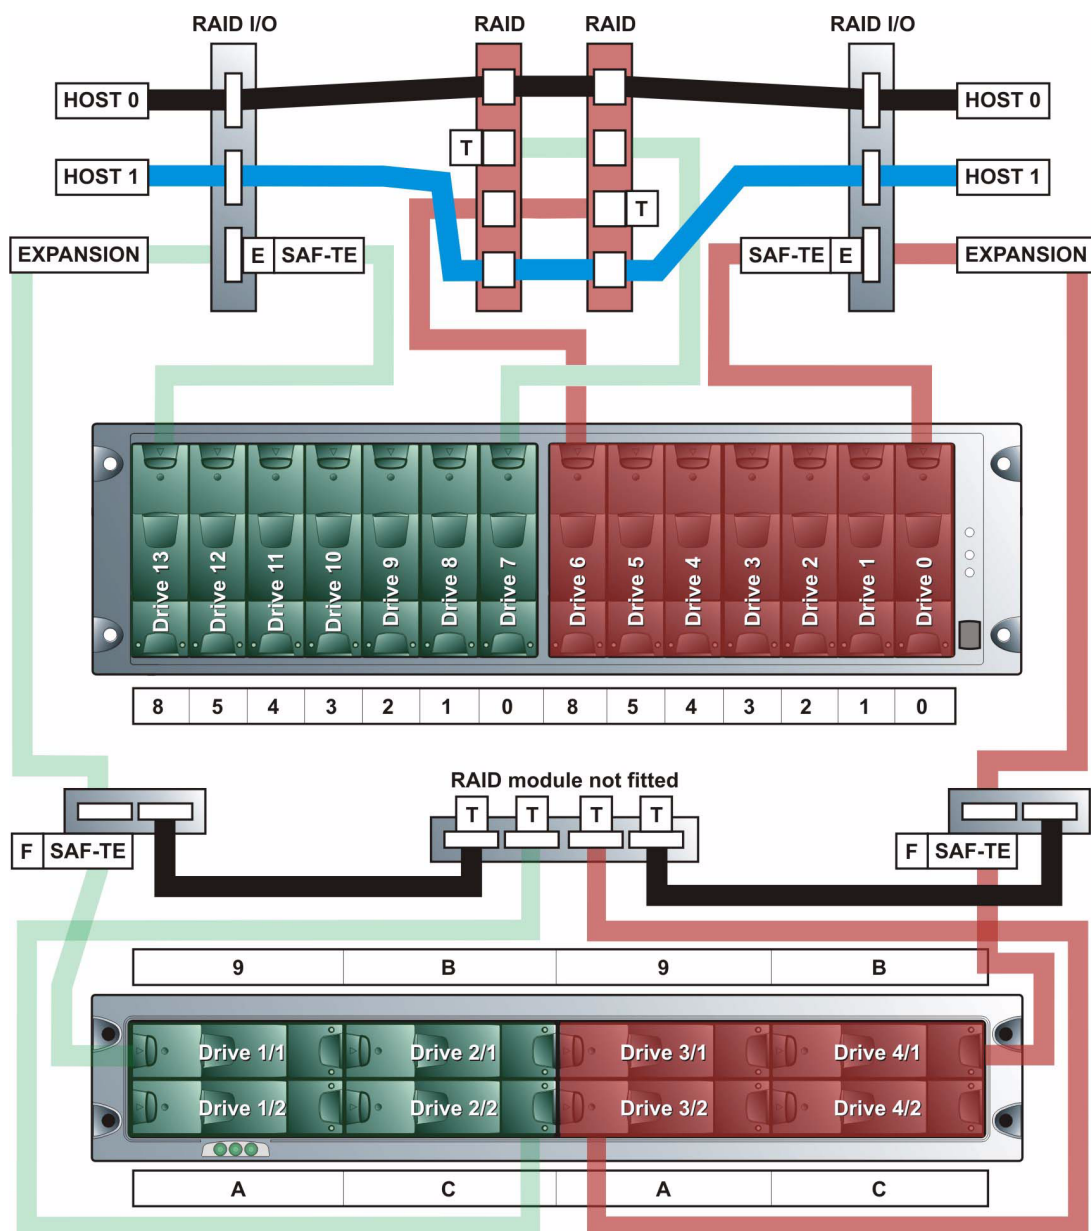 RAID I/O RAID RAID RAID I/O
HOST 0 HOST 0
T
HOST 1 HOST 1
T
EXPANSION E SAF-TE SAF-TE E EXPANSION
Drive 13 Drive 12 Drive 11 Drive 10 Drive 9 Drive 8 Drive 7 Drive 6 Drive 5 Drive 4 Drive 3 Drive 2 Drive 1 Drive 0
8 5 4 3 2 1 0 8 5 4 3 2 1 0
RAID module not fitted
T T T T
F SAF-TE F SAF-TE
9 B 9 B
Drive 1/1 Drive 2/1 Drive 3/1 Drive 4/1
Drive 1/2 Drive 2/2 Drive 3/2 Drive 4/2
A C A C